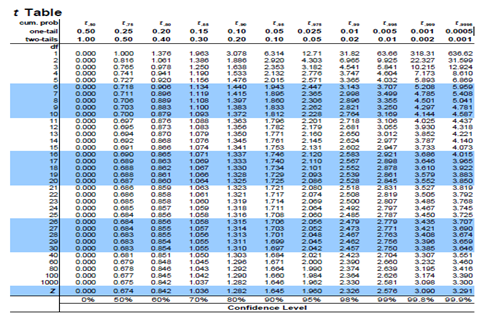 t Table
cum. prob
one-tail 0.50 0.25 0.20 0.15 0.10 0.05 0.025 0.01 0.005 0.001 0.0005
two-tails 1.00 0.50 0.40 0.30 0.20 0.10 0.05 0.02 0.01 0.002 0.001
df
1 0.000 1.000 1.376 1.963 3.078 6.314 12.71 31.82 63.66 318.31 636.62
2 0.000 0.816 1.061 1.386 1.886 2.920 4.303 6.965 9.925 22.327 31.599
3 0.000 0.765 0.978 1.250 1.638 2.353 3.182 4.541 5.841 10.215 12.924
4 0.000 0.741 0.941 1.190 1.533 2.132 2.776 3.747 4.604 7.173 8.610
5 0.000 0.727 0.920 1.156 1.476 2.015 2.571 3.365 4.032 5.893 6.869
6 0.000 0.718 0.906 1.134 1.440 1.943 2.447 3.143 3.707 5.208 5.959
7 0.000 0.711 0.896 1.119 1.415 1.895 2.365 2.998 3.499 4.785 5.408
8 0.000 0.706 0.889 1.108 1.397 1.860 2.306 2.896 3.355 4.501 5.041
9 0.000 0.703 0.883 1.100 1.383 1.833 2.262 2.821 3.250 4.297 4.781
10 0.000 0.700 0.879 1.093 1.372 1.812 2.228 2.764 3.169 4.144 4.587
11 0.000 0.697 0.876 1.088 1.363 1.796 2.201 2.718 3.106 4.025 4.437
12 0.000 0.695 0.873 1.083 1.356 1.782 2.179 2.681 3.055 3.930 4.318
13 0.000 0.694 0.870 1.079 1.350 1.771 2.160 2.650 3.012 3.852 4.221
14 0.000 0.692 0.868 1.076 1.345 1.761 2.145 2.624 2.977 3.787 4.140
15 0.000 0.691 0.866 1.074 1.341 1.753 2.131 2.602 2.947 3.733 4.073
16 0.000 0.690 0.865 1.071 1.337 1.746 2.120 2.583 2.921 3.686 4.015
17 0.000 0.689 0.863 1.069 1.333 1.740 2.110 2.567 2.898 3.646 3.965
18 0.000 0.688 0.862 1.067 1.330 1.734 2.101 2.552 2.878 3.610 3.922
19 0.000 0.688 0.861 1.066 1.328 1.729 2.093 2.539 2.861 3.579 3.883
20 0.000 0.687 0.860 1.064 1.325 1.725 2.086 2.528 2.845 3.552 3.850
21 0.000 0.686 0.859 1.063 1.323 1.721 2.080 2.518 2.831 3.527 3.819
22 0.000 0.686 0.858 1.061 1.321 1.717 2.074 2.508 2.819 3.505 3.792
23 0.000 0.685 0.858 1.060 1.319 1.714 2.069 2.500 2.807 3.485 3.768
24 0.000 0.685 0.857 1.059 1.318 1.711 2.064 2.492 2.797 3.467 3.745
25 0.000 0.684 0.856 1.058 1.316 1.708 2.060 2.485 2.787 3.450 3.725
26 0.000 0.684 0.856 1.058 1.315 1.706 2.056 2.479 2.779 3.435 3.707
27 0.000 0.684 0.855 1.057 1.314 1.703 2.052 2.473 2.771 3.421 3.690
28 0.000 0.683 0.855 1.056 1.313 1.701 2.048 2.467 2.763 3.408 3.674
29 0.000 0.683 0.854 1.055 1.311 1.699 2.045 2.462 2.756 3.396 3.659
30 0.000 0.683 0.854 1.055 1.310 1.697 2.042 2.457 2.750 3.385 3.646
40 0.000 0.681 0.851 1.050 1.303 1.684 2.021 2.423 2.704 3.307 3.551
60 0.000 0.679 0.848 1.045 1.296 1.671 2.000 2.390 2.660 3.232 3.460
80 0.000 0.678 0.846 1.043 1.292 1.664 1.990 2.374 2.639 3.195 3.416
100 0.000 0.677 0.845 1.042 1.290 1.660 1.984 2.364 2.626 3.174 3.390
1000 0.000 0.675 0.842 1.037 1.282 1.646 1.962 2.330 2.581 3.098 3.300
Z 0.000 0.674 0.842 1.036 1.282 1.645 1.960 2.326 2.576 3.090 3.291
0% 50% 60% 70% 80% 90% 95% 98% 99% 99.8% 99.9%
Confidence Level